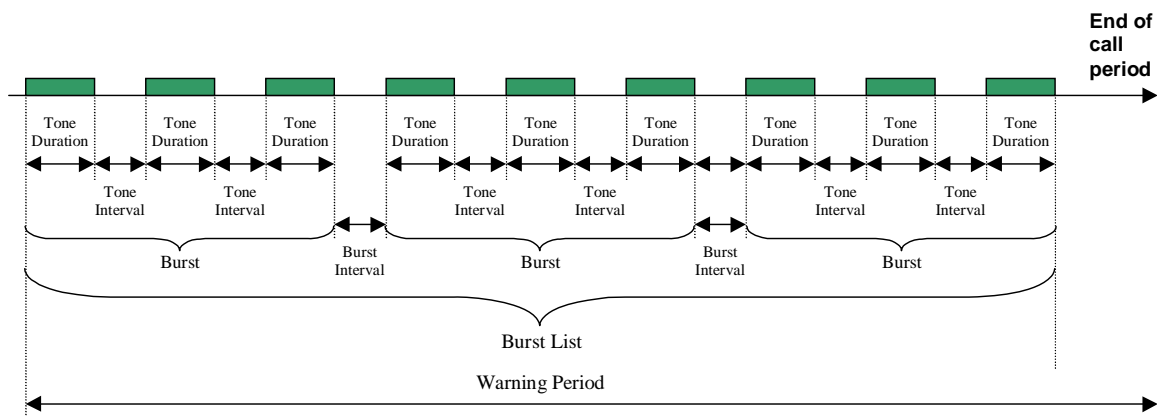 End of
call
period
Tone Tone Tone Tone Tone Tone Tone Tone Tone
Duration Duration Duration Duration Duration Duration Duration Duration Duration
Tone Tone Tone Tone Tone Tone
Interval Interval Interval Interval Interval Interval
Burst Burst Burst Burst Burst
Interval Interval
Burst List
Warning Period